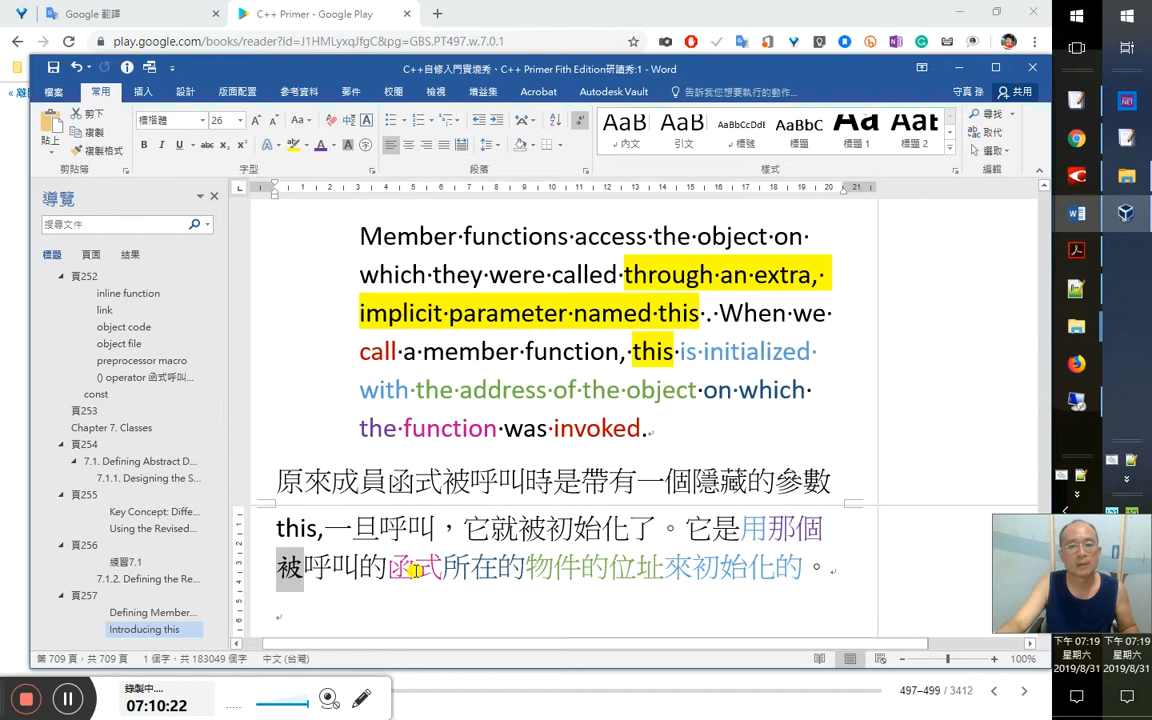 Google 翻譯
C++ Primer - Google Play
play.google.com/books/reader?id=J1HMLyxqJfgC&pg=GBS.PT497.w.7.0.1
C++自修入門實境秀、C++ Primer Fith Edition研讀秀:1 - Word
檔案 常用 插入 設計 版面配置 參考資料 郵件 校閱 檢視 增益集 Acrobat Autodesk Vault 告訴我您想要執行的動作... 守真 孫 共用
貼上 剪下 複製 複製格式
標楷體 26
AaB 內文
AaB 引文
AaBbCcDdE 標號
AaBbC 標題
Aa 標題 1
Aat 標題 2
尋找 取代 選取
剪貼簿 字型 段落 樣式 編輯
導覽
搜尋文件
標題 頁面 結果
頁252
inline function
link
object code
object file
preprocessor macro
() operator 函式呼叫...
const
頁253
Chapter 7. Classes
頁254
7.1. Defining Abstract D...
7.1.1. Designing the S...
頁255
Key Concept: Differ...
Using the Revised...
頁256
練習7.1
7.1.2. Defining the Re...
頁257
Defining Member...
Introducing this
Member functions access the object on
which they were called through an extra,
implicit parameter named this . When we
call a member function, this is initialized
with the address of the object on which
the function was invoked.
原來成員函式被呼叫時是帶有一個隱藏的參數
this,一旦呼叫，它就被初始化了。它是用那個
被呼叫的函式所在的物件的位址來初始化的。
第 709 頁，共 709 頁 1 個字，共 183049 個字 中文 (台灣) 100%
錄製中...
07:10:22
497–499 / 3412
下午 07:19
星期六
2019/8/31
下午 07:19
星期六
2019/8/31